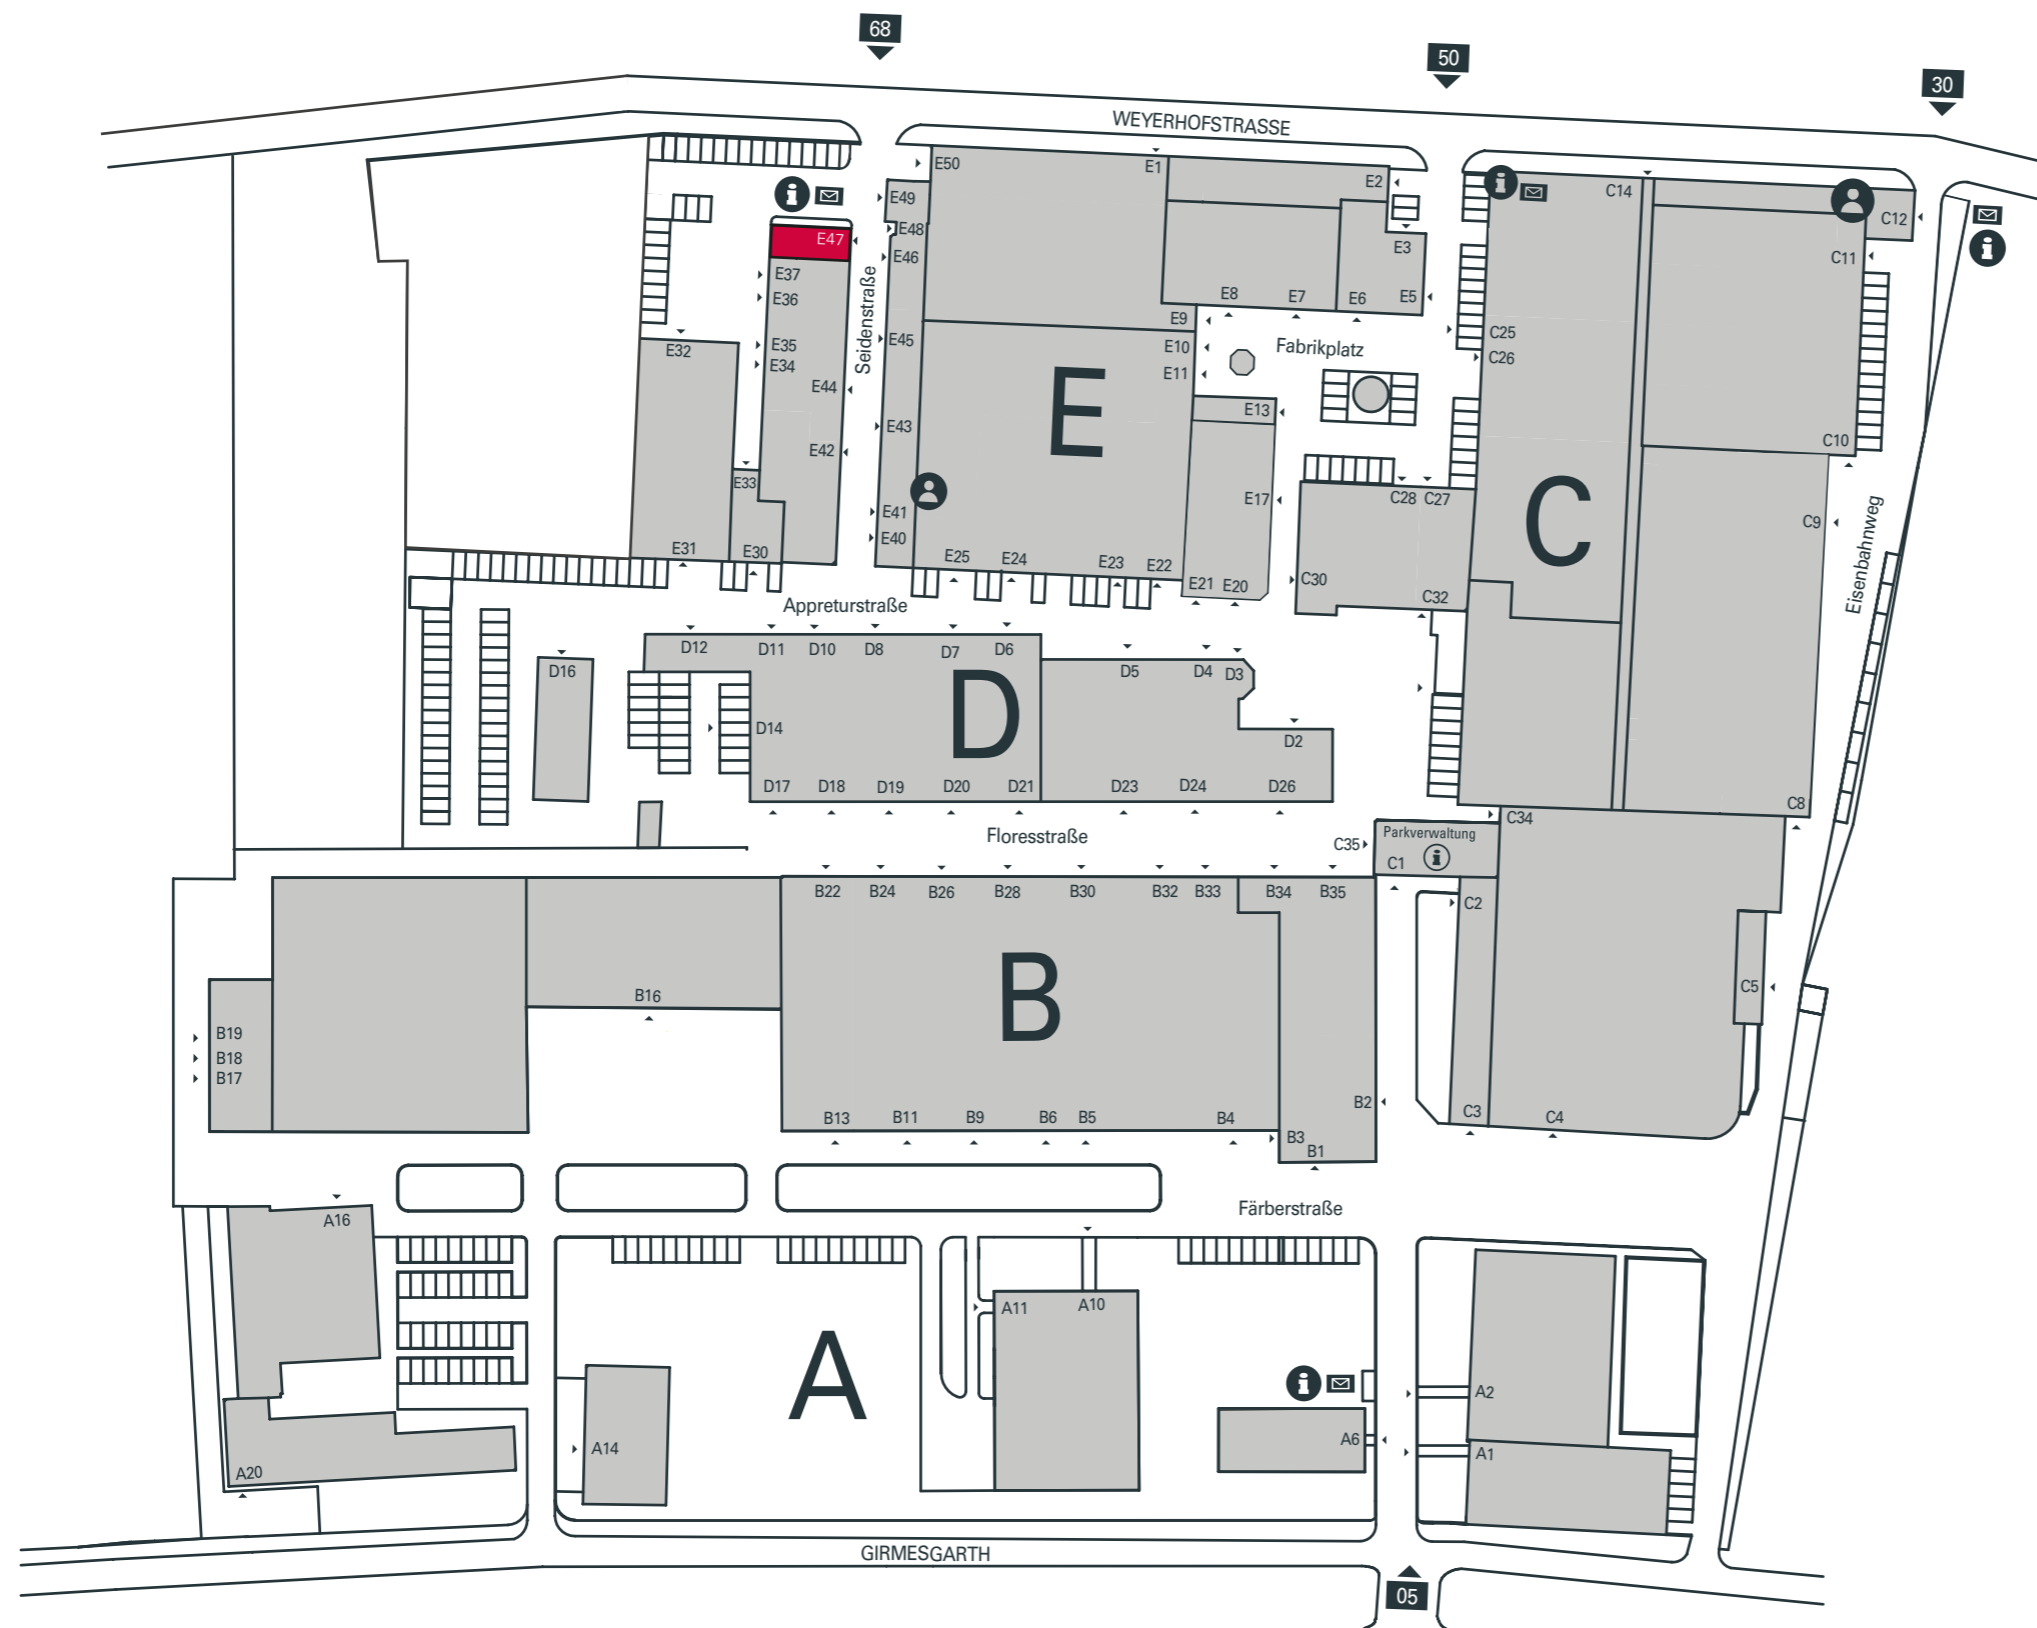 68
50
30
WEYERHOFSTRASSE
E50
E1
E2
C14
C12
E49
E48
E47
E46
E3
C11
E37
E36
E8
E7
E6
E5
E9
Seidenstraße
E45
E10
Fabrikplatz
C25
C26
E35
E34
E32
E11
E44
E13
E
E43
E42
C10
E33
E17
C28
C27
C
E41
E40
C9
Eisenbahnweg
E31
E30
E25
E24
E23
E22
E21
E20
C30
C32
Appreturstraße
D12
D11
D10
D8
D7
D6
D16
D5
D4
D3
D
D14
D2
D17
D18
D19
D20
D21
D23
D24
D26
C8
C34
Floresstraße
Parkverwaltung
C35
C1
i
B22
B24
B26
B28
B30
B32
B33
B34
B35
C2
B
B16
C5
B19
B18
B17
B13
B11
B9
B6
B5
B4
B2
C3
C4
B3
B1
Färberstraße
A16
A11
A10
A
A2
A14
A6
A1
A20
GIRMESGARTH
05